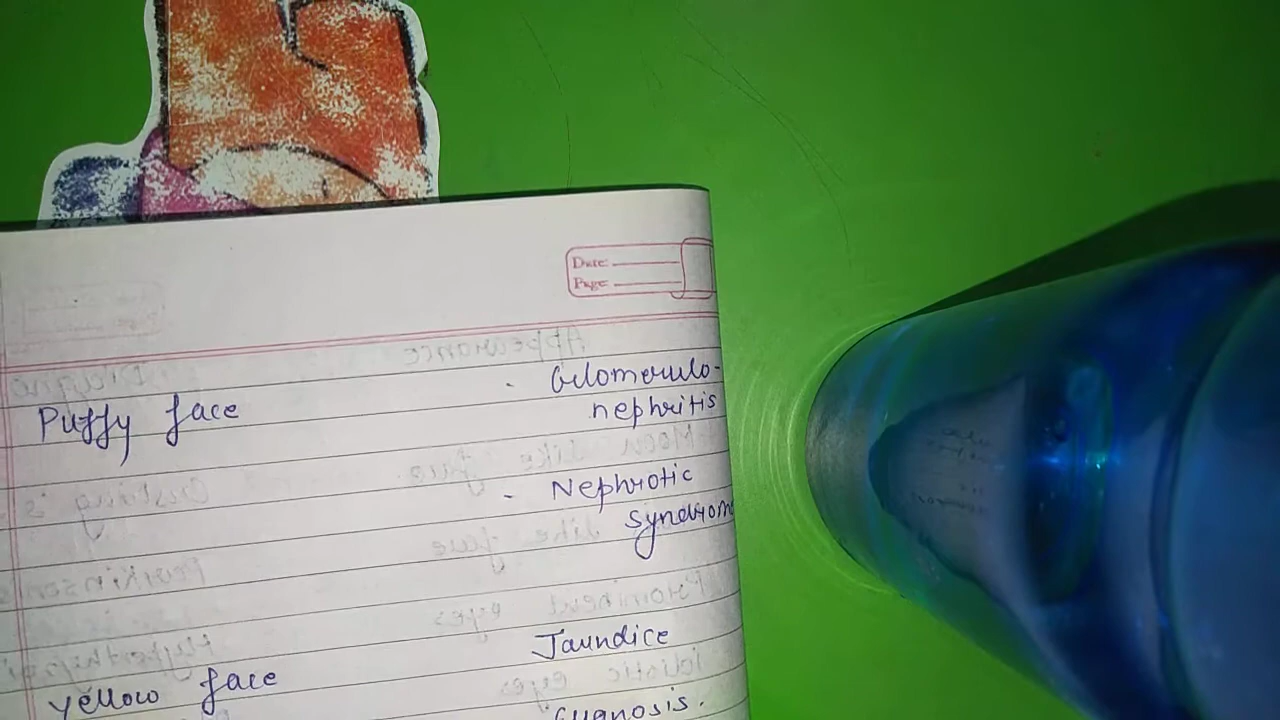 Date:
Page:
Puffy face
- Glomerulo-
nephritis
- Nephrotic
syndrome
Yellow face
Jaundice
Cyanosis.